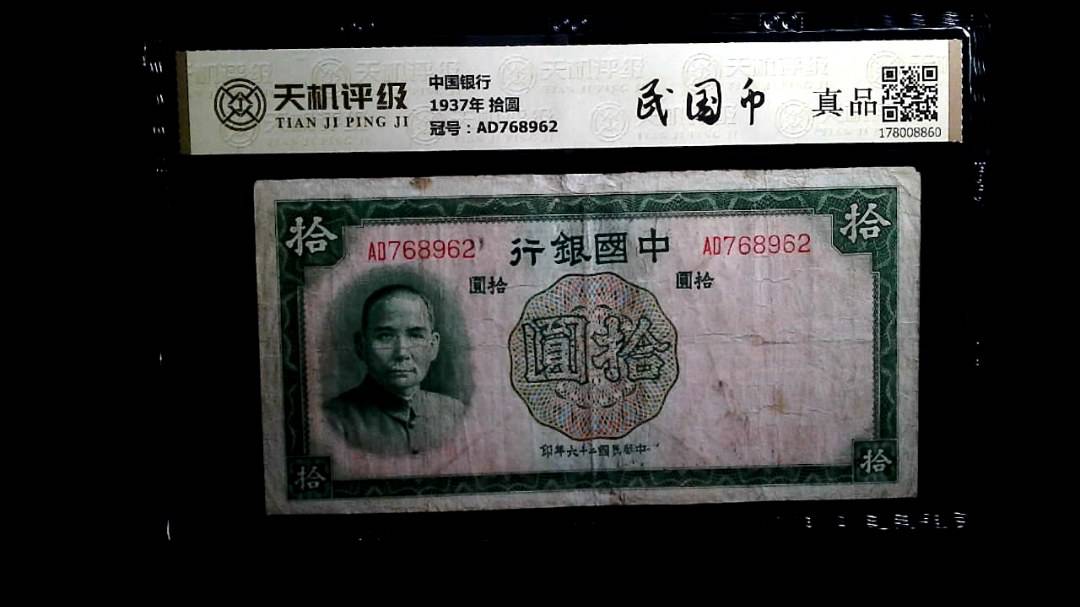 天机评级
TIAN JI PING JI
中国银行
1937年 拾圆
冠号：AD768962
民国币
真品
178008860
拾
拾
AD768962
行銀國中
AD768962
圓拾
圓拾
圓拾
印年六十二國民華中
拾
拾